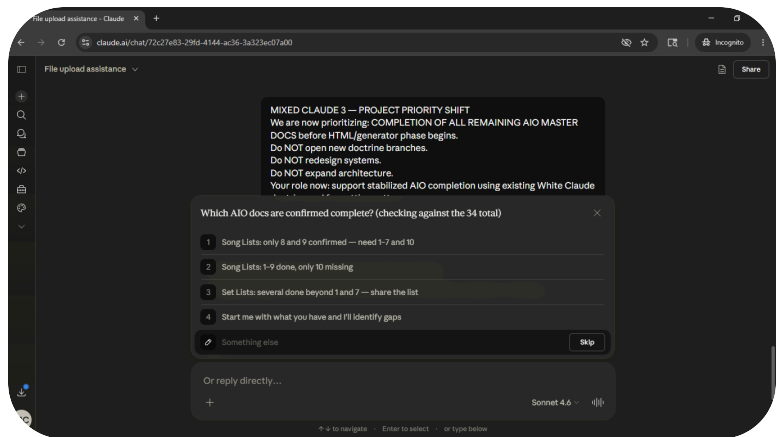 File upload assistance - Claude
claude.ai/chat/72c27e83-29fd-4144-ac36-3a323ec07a00
Incognito
File upload assistance
Share
MIXED CLAUDE 3 — PROJECT PRIORITY SHIFT
We are now prioritizing: COMPLETION OF ALL REMAINING AIO MASTER
DOCS before HTML/generator phase begins.
Do NOT open new doctrine branches.
Do NOT redesign systems.
Do NOT expand architecture.
Your role now: support stabilized AIO completion using existing White Claude
Which AIO docs are confirmed complete? (checking against the 34 total)
1 Song Lists: only 8 and 9 confirmed — need 1-7 and 10
2 Song Lists: 1-9 done, only 10 missing
3 Set Lists: several done beyond 1 and 7 — share the list
4 Start me with what you have and I'll identify gaps
Something else
Skip
Or reply directly...
Sonnet 4.6
↑↓ to navigate · Enter to select · or type below